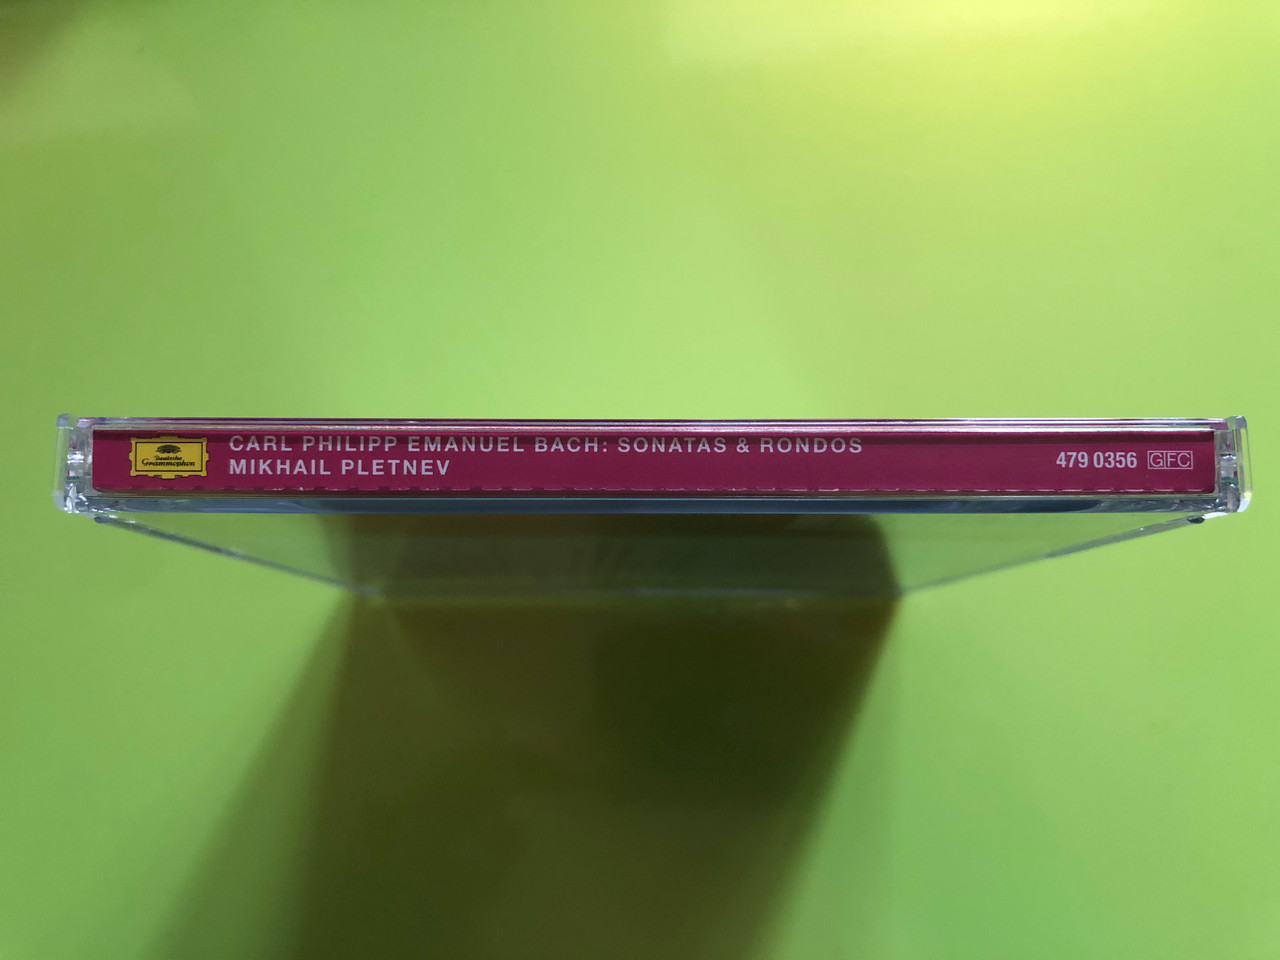 Deutsche
Grammophon
CARL PHILIPP EMANUEL BACH: SONATAS & RONDOS
MIKHAIL PLETNEV
479 0356 GFC